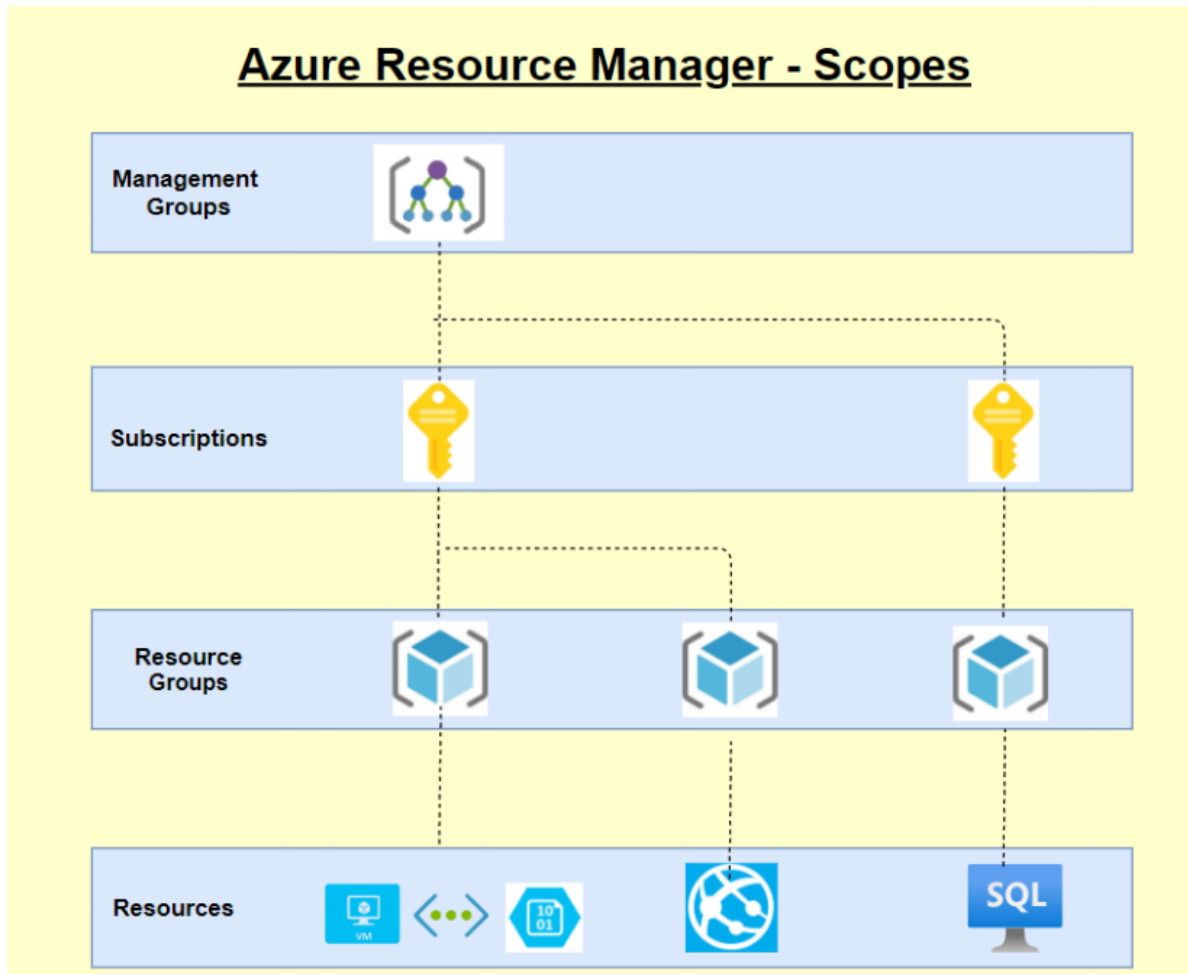 Azure Resource Manager - Scopes
Management
Groups
Subscriptions
Resource
Groups
Resources
VM
10
01
SQL